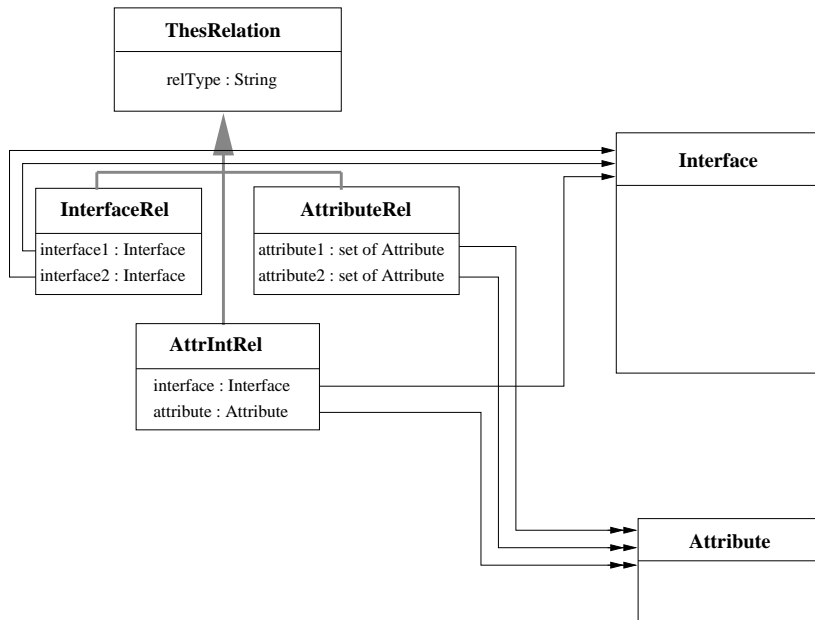 ThesRelation
relType : String
Interface
InterfaceRel
interface1 : Interface
interface2 : Interface
AttributeRel
attribute1 : set of Attribute
attribute2 : set of Attribute
AttrIntRel
interface : Interface
attribute : Attribute
Attribute